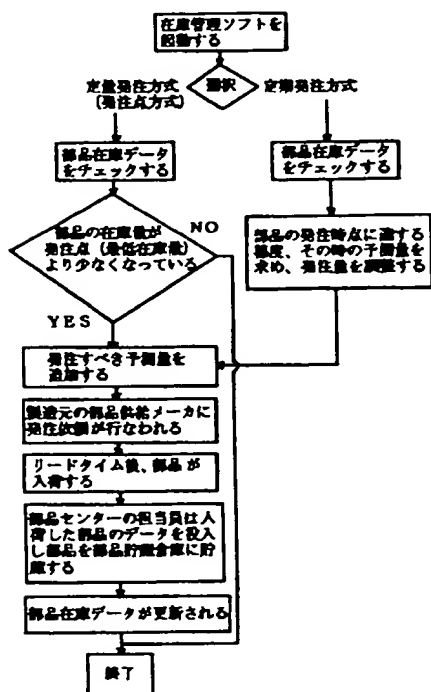 在庫管理ソフトを
起動する
選択
定量発注方式
(発注点方式)
定期発注方式
部品在庫データ
をチェックする
部品在庫データ
をチェックする
部品の在庫量が
発注点(最低在庫量)
より少なくなっている
NO
部品の発注時点に達する
都度、その時の予測量を
求め、発注量を調整する
YES
発注すべき予測量を
追加する
製造元の部品供給メーカに
発注依頼が行なわれる
リードタイム後、部品が
入荷する
部品センターの担当員は入
荷した部品のデータを投入
し部品を部品貯蔵倉庫に貯
蔵する
部品在庫データが更新される
終了